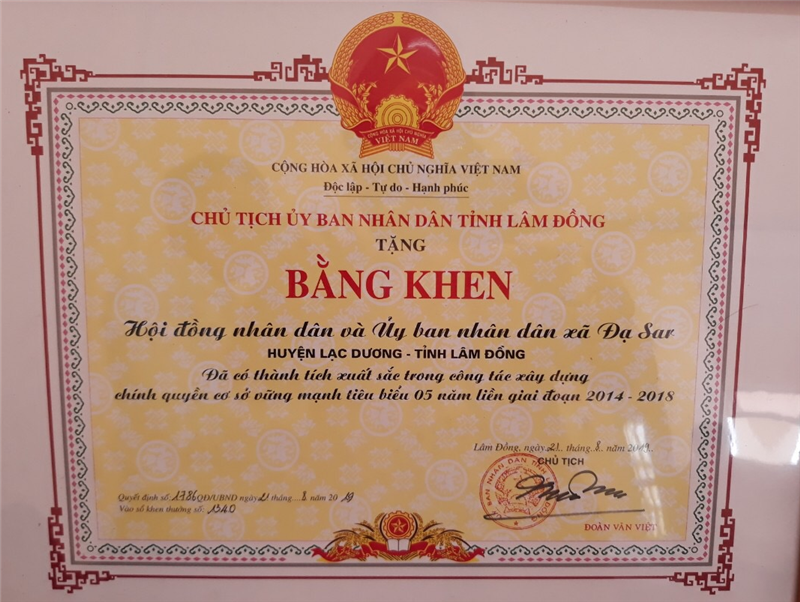 CỘNG HÒA XÃ HỘI CHỦ NGHĨA
VIỆT NAM
CỘNG HÒA XÃ HỘI CHỦ NGHĨA VIỆT NAM
Độc lập - Tự do - Hạnh phúc
CHỦ TỊCH ỦY BAN NHÂN DÂN TỈNH LÂM ĐỒNG
TẶNG
BẰNG KHEN
Hội đồng nhân dân và Ủy ban nhân dân xã Đạ Sar
HUYỆN LẠC DƯƠNG - TỈNH LÂM ĐỒNG
Đã có thành tích xuất sắc trong công tác xây dựng
chính quyền cơ sở vững mạnh tiêu biểu 05 năm liên giai đoạn 2014 - 2018
Lâm Đồng, ngày 21 tháng 8 năm 2019
CHỦ TỊCH
Quyết định số: 1786 QĐ/UBND ngày 21 tháng 8 năm 2019
Vào sổ khen thưởng số: 1340
ĐOÀN VĂN VIỆT